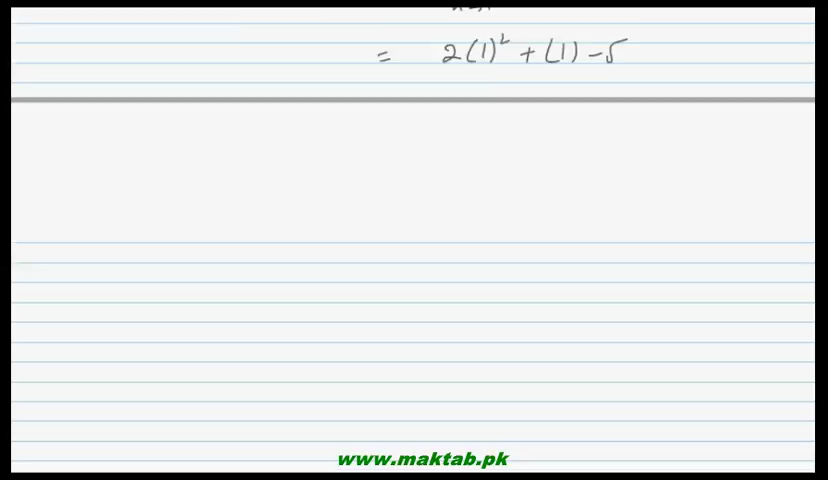 = 2(1)² + (1) - 5
www.maktab.pk